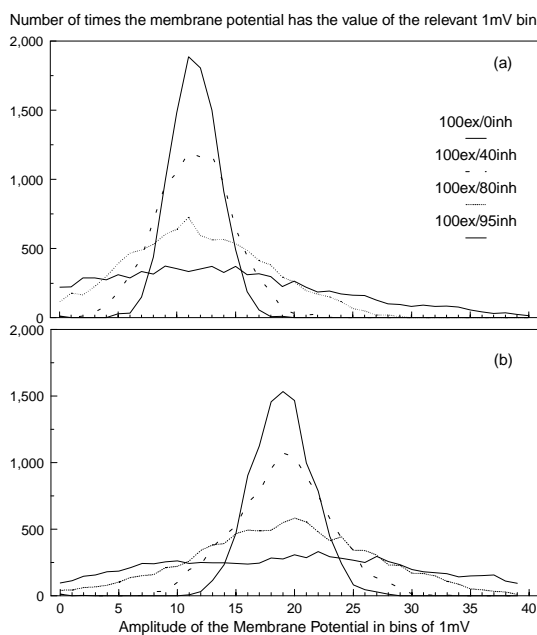 Number of times the membrane potential has the value of the relevant 1mV bin
2,000
(a)
1,500
100ex/0inh
100ex/40inh
1,000
100ex/80inh
100ex/95inh
500
0
2,000
(b)
1,500
1,000
500
0
0 5 10 15 20 25 30 35 40
Amplitude of the Membrane Potential in bins of 1mV